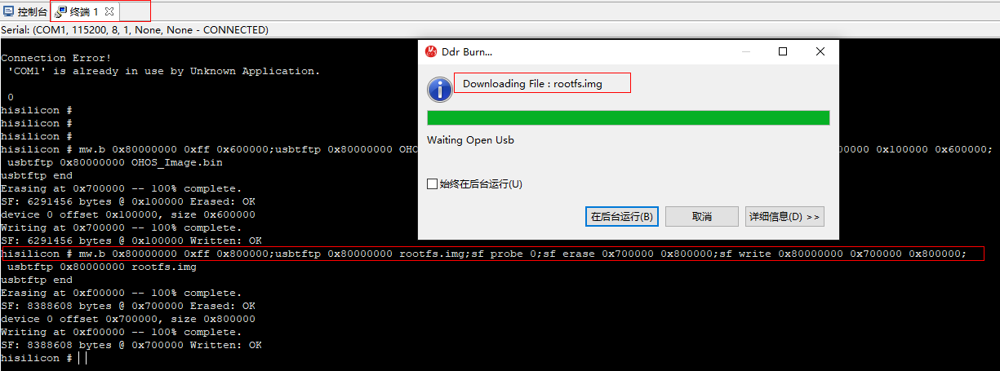 控制台 终端 1
Serial: (COM1, 115200, 8, 1, None, None - CONNECTED)
Connection Error!
'COM1' is already in use by Unknown Application.
0
hisilicon #
hisilicon #
hisilicon #
hisilicon # mw.b 0x80000000 0xff 0x600000;usbtftp 0x80000000 OHO 00000 0x100000 0x600000;
usbtftp 0x80000000 OHOS_Image.bin
usbtftp end
Erasing at 0x700000 -- 100% complete.
SF: 6291456 bytes @ 0x100000 Erased: OK
device 0 offset 0x100000, size 0x600000
Writing at 0x700000 -- 100% complete.
SF: 6291456 bytes @ 0x100000 Written: OK
hisilicon # mw.b 0x80000000 0xff 0x800000;usbtftp 0x80000000 rootfs.img;sf probe 0;sf erase 0x700000 0x800000;sf write 0x80000000 0x700000 0x800000;
usbtftp 0x80000000 rootfs.img
usbtftp end
Erasing at 0xf00000 -- 100% complete.
SF: 8388608 bytes @ 0x700000 Erased: OK
device 0 offset 0x700000, size 0x800000
Writing at 0xf00000 -- 100% complete.
SF: 8388608 bytes @ 0x700000 Written: OK
hisilicon #
Ddr Burn...
Downloading File : rootfs.img
Waiting Open Usb
始终在后台运行(U)
在后台运行(B) 取消 详细信息(D) >>